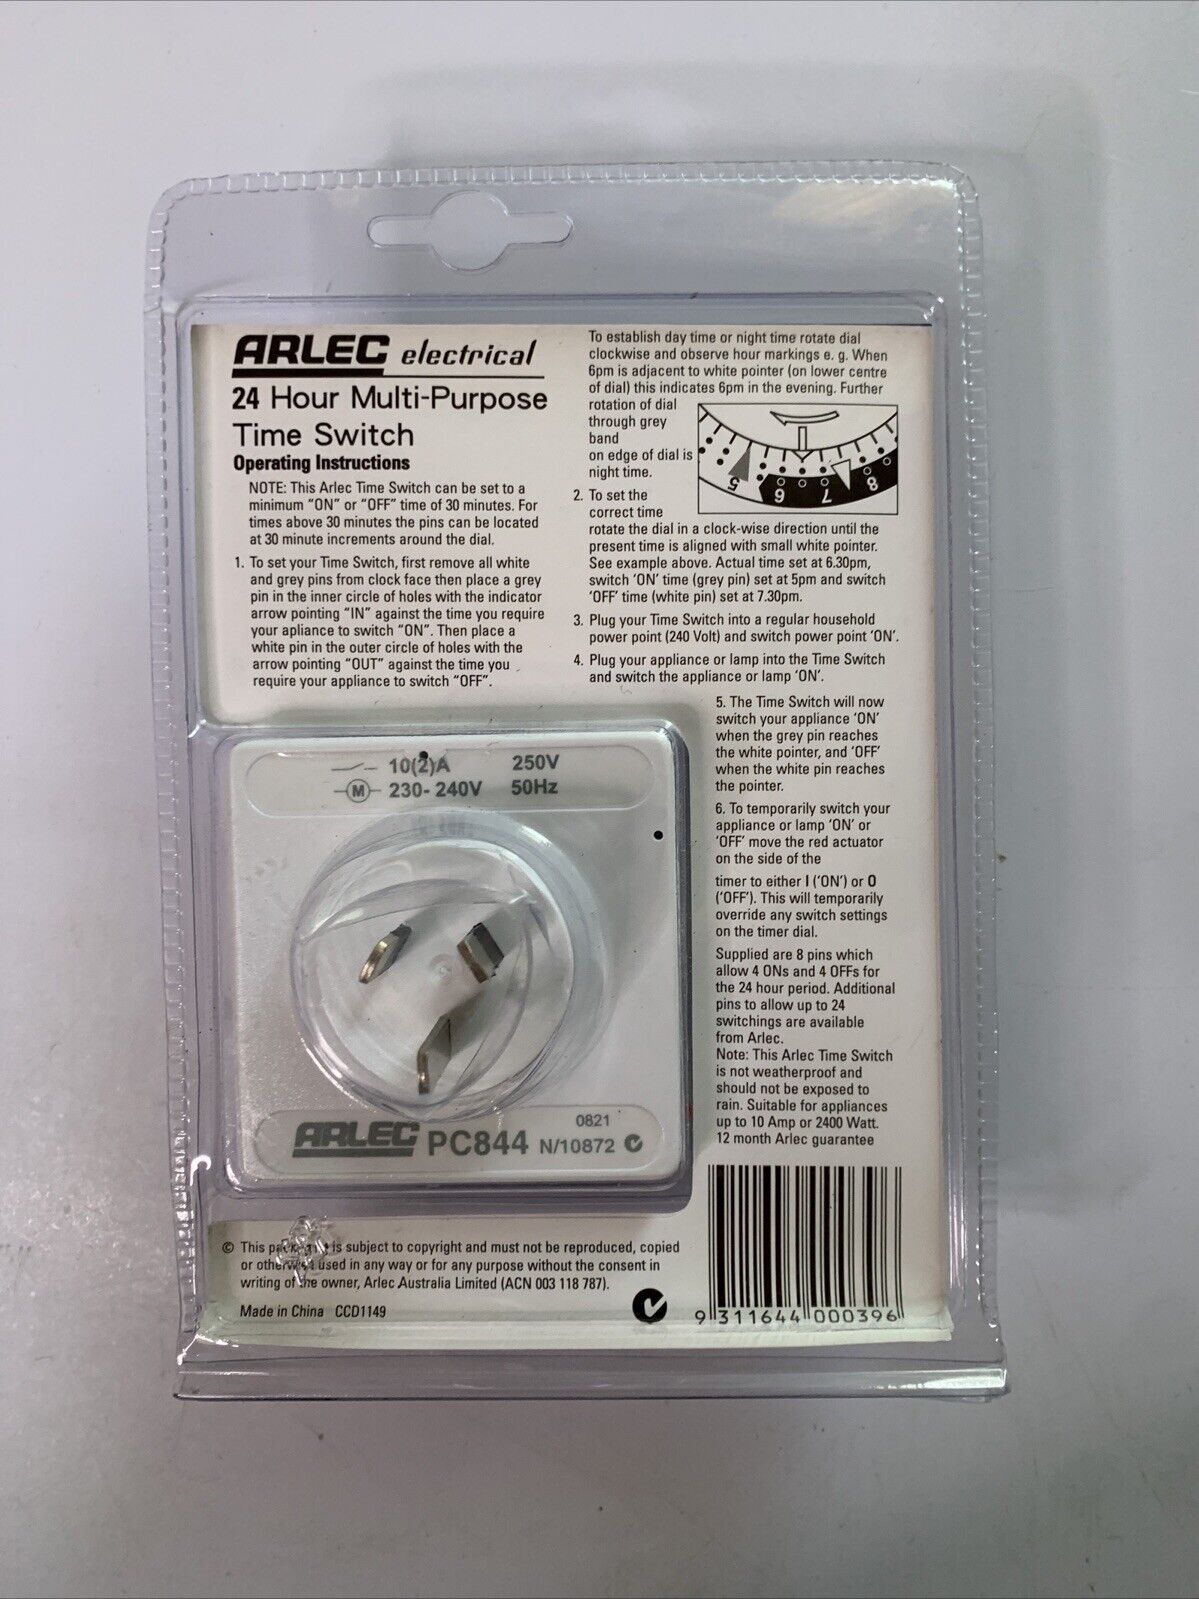 ARLEC electrical
24 Hour Multi-Purpose
Time Switch
Operating Instructions
NOTE: This Arlec Time Switch can be set to a
minimum “ON” or “OFF” time of 30 minutes. For
times above 30 minutes the pins can be located
at 30 minute increments around the dial.
1. To set your Time Switch, first remove all white
and grey pins from clock face then place a grey
pin in the inner circle of holes with the indicator
arrow pointing “IN” against the time you require
your apliance to switch “ON”. Then place a
white pin in the outer circle of holes with the
arrow pointing “OUT” against the time you
require your appliance to switch “OFF”.
To establish day time or night time rotate dial
clockwise and observe hour markings e. g. When
6pm is adjacent to white pointer (on lower centre
of dial) this indicates 6pm in the evening. Further
rotation of dial
through grey
band
on edge of dial is
night time.
5 6 7 8
2. To set the
correct time
rotate the dial in a clock-wise direction until the
present time is aligned with small white pointer.
See example above. Actual time set at 6.30pm,
switch ‘ON’ time (grey pin) set at 5pm and switch
‘OFF’ time (white pin) set at 7.30pm.
3. Plug your Time Switch into a regular household
power point (240 Volt) and switch power point ‘ON’.
4. Plug your appliance or lamp into the Time Switch
and switch the appliance or lamp ‘ON’.
5. The Time Switch will now
switch your appliance ‘ON’
when the grey pin reaches
the white pointer, and ‘OFF’
when the white pin reaches
the pointer.
6. To temporarily switch your
appliance or lamp ‘ON’ or
‘OFF’ move the red actuator
on the side of the
timer to either I (‘ON’) or O
(‘OFF’). This will temporarily
override any switch settings
on the timer dial.
Supplied are 8 pins which
allow 4 ONs and 4 OFFs for
the 24 hour period. Additional
pins to allow up to 24
switchings are available
from Arlec.
Note: This Arlec Time Switch
is not weatherproof and
should not be exposed to
rain. Suitable for appliances
up to 10 Amp or 2400 Watt.
12 month Arlec guarantee
10(2)A 250V
M 230-240V 50Hz
0821
ARLEC PC844 N/10872
© This package is subject to copyright and must not be reproduced, copied
or otherwise used in any way or for any purpose without the consent in
writing of the owner, Arlec Australia Limited (ACN 003 118 787).
Made in China CCD1149
9 311644 000396